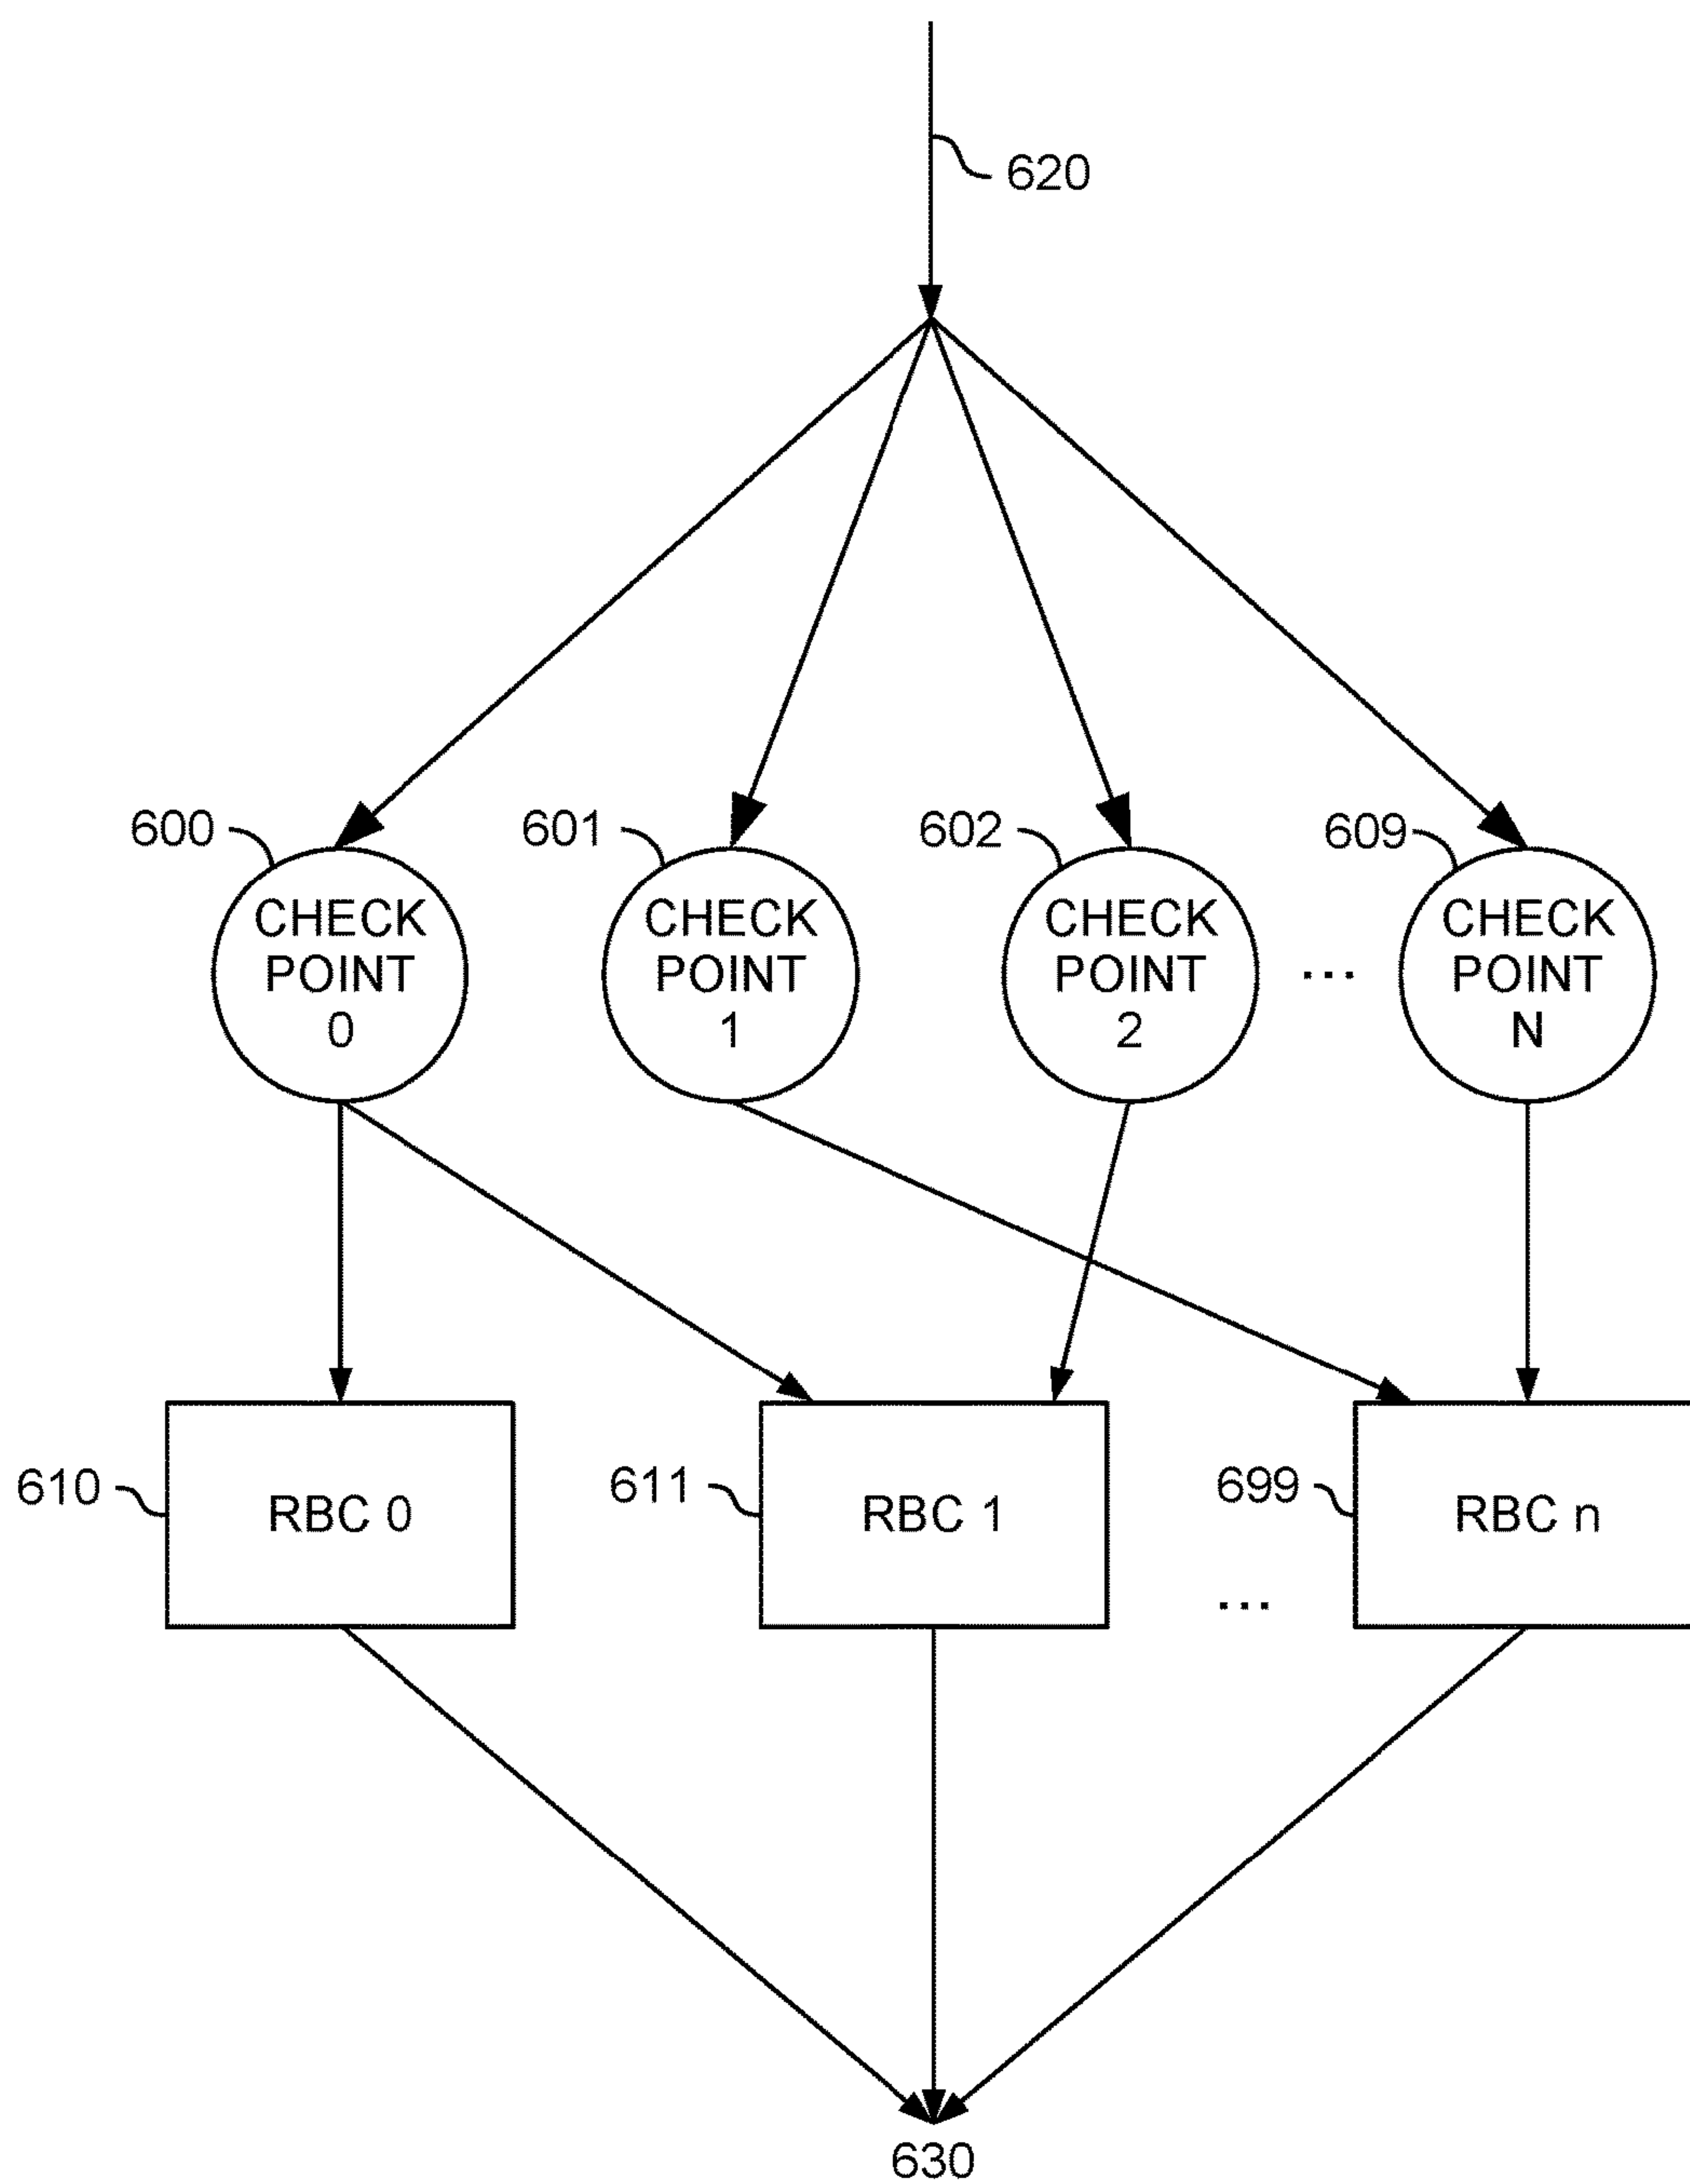 620
600
601
602
609
CHECK
POINT
0
CHECK
POINT
1
CHECK
POINT
2
...
CHECK
POINT
N
610
RBC 0
611
RBC 1
...
699
RBC n
630